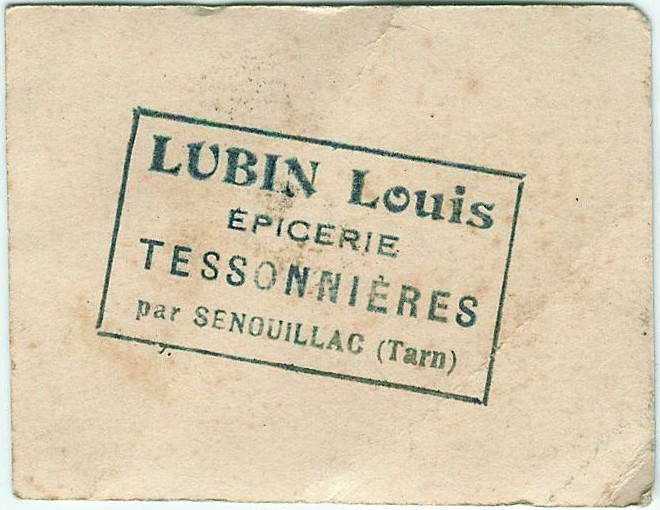 LUBIN Louis
ÉPICERIE
TESSONNIÈRES
par SENOUILLAC (Tarn)